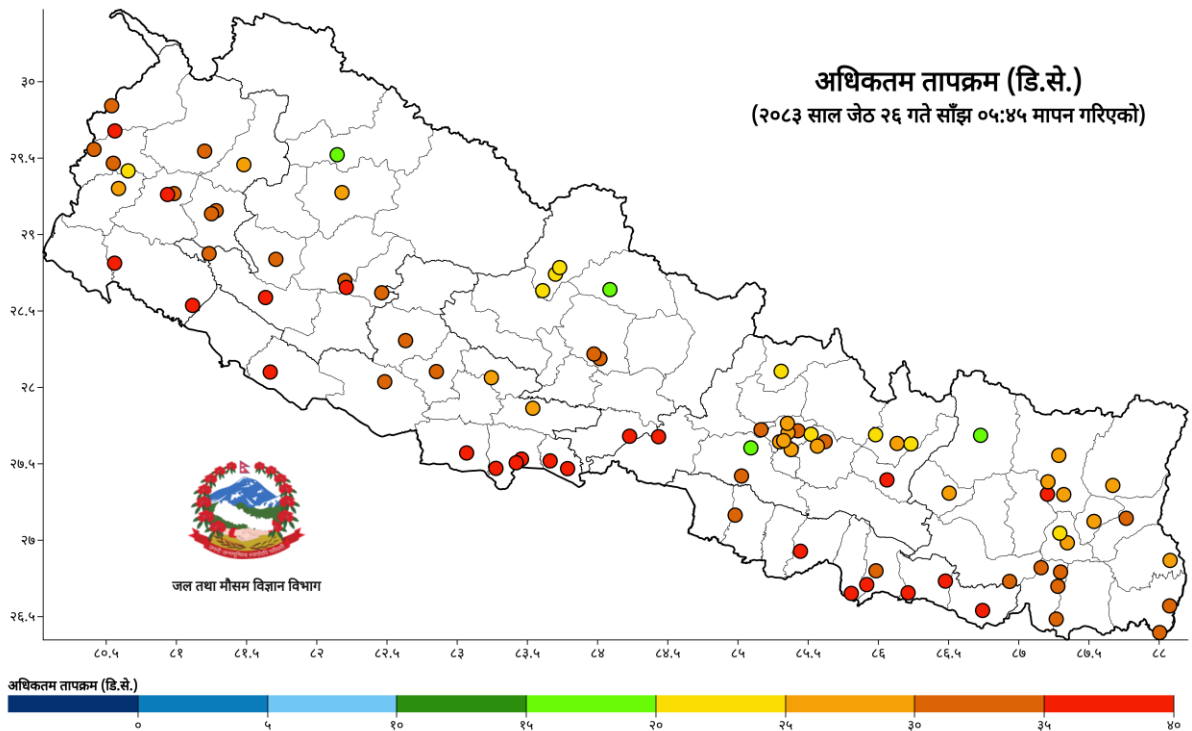 अधिकतम तापक्रम (डि.से.)
(२०८३ साल जेठ २६ गते साँझ ०५:४५ मापन गरिएको)
३०
२९.५
२९
२८.५
२८
२७.५
२७
२६.५
जल तथा मौसम विज्ञान विभाग
८०.५ ८१ ८१.५ ८२ ८२.५ ८३ ८३.५ ८४ ८४.५ ८५ ८५.५ ८६ ८६.५ ८७ ८७.५ ८८
अधिकतम तापक्रम (डि.से.)
० ५ १० १५ २० २५ ३० ३५ ४०